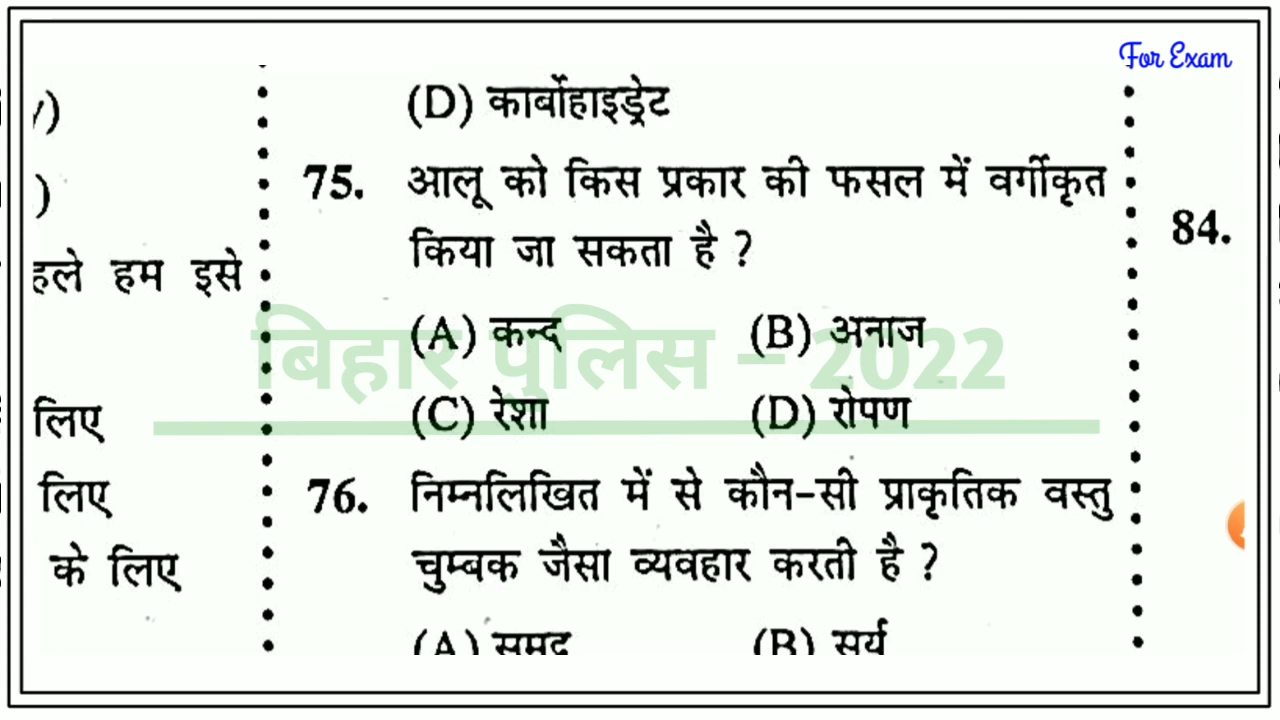 For Exam
(D) कार्बोहाइड्रेट
75. आलू को किस प्रकार की फसल में वर्गीकृत
किया जा सकता है ?
(A) कन्द (B) अनाज
(C) रेशा (D) रोपण
76. निम्नलिखित में से कौन-सी प्राकृतिक वस्तु
चुम्बक जैसा व्यवहार करती है ?
(A) (B)
हम इसे
लिए
लिए
के लिए
84.
बिहार पुलिस – 2022